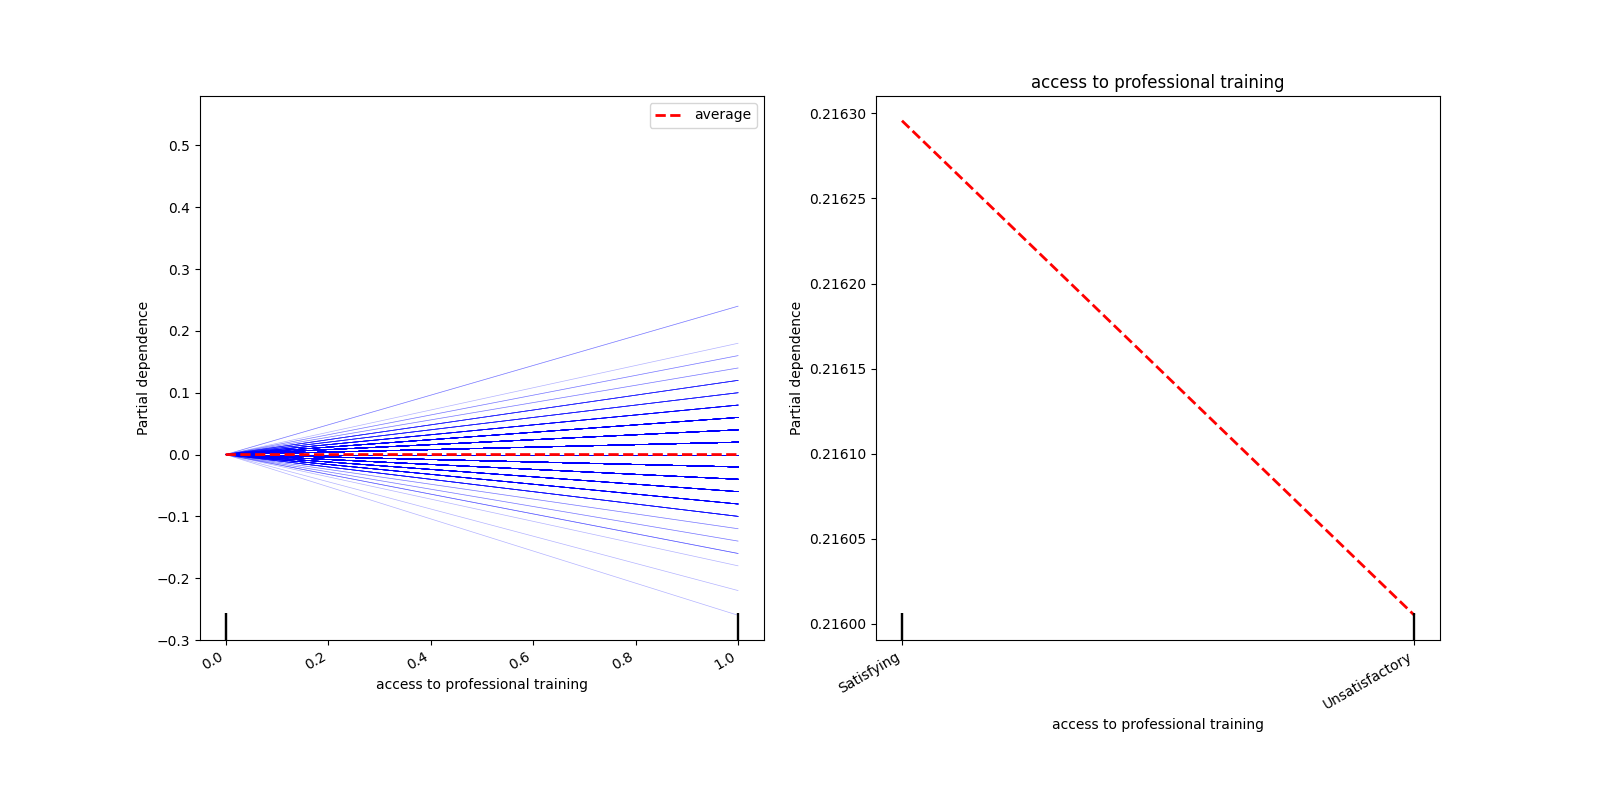 average
0.5
0.4
0.3
0.2
0.1
0.0
−0.1
−0.2
−0.3
Partial dependence
0.0 0.2 0.4 0.6 0.8 1.0
access to professional training
access to professional training
0.21630
0.21625
0.21620
0.21615
0.21610
0.21605
0.21600
Partial dependence
Satisfying Unsatisfactory
access to professional training